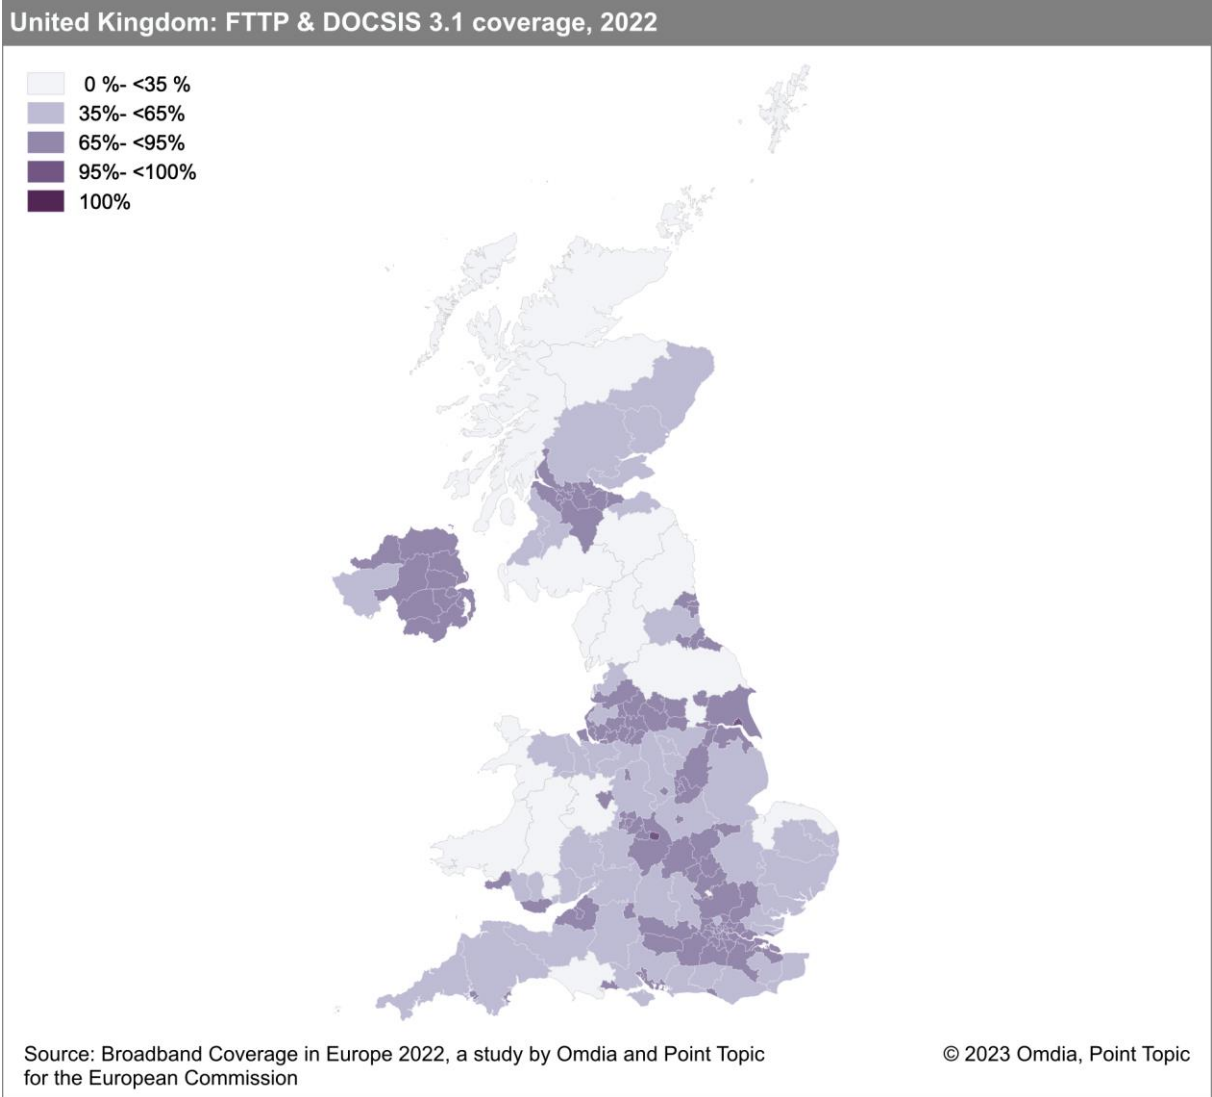 United Kingdom: FTTP & DOCSIS 3.1 coverage, 2022
0 %- <35 %
35%- <65%
65%- <95%
95%- <100%
100%
Source: Broadband Coverage in Europe 2022, a study by Omdia and Point Topic
for the European Commission
© 2023 Omdia, Point Topic